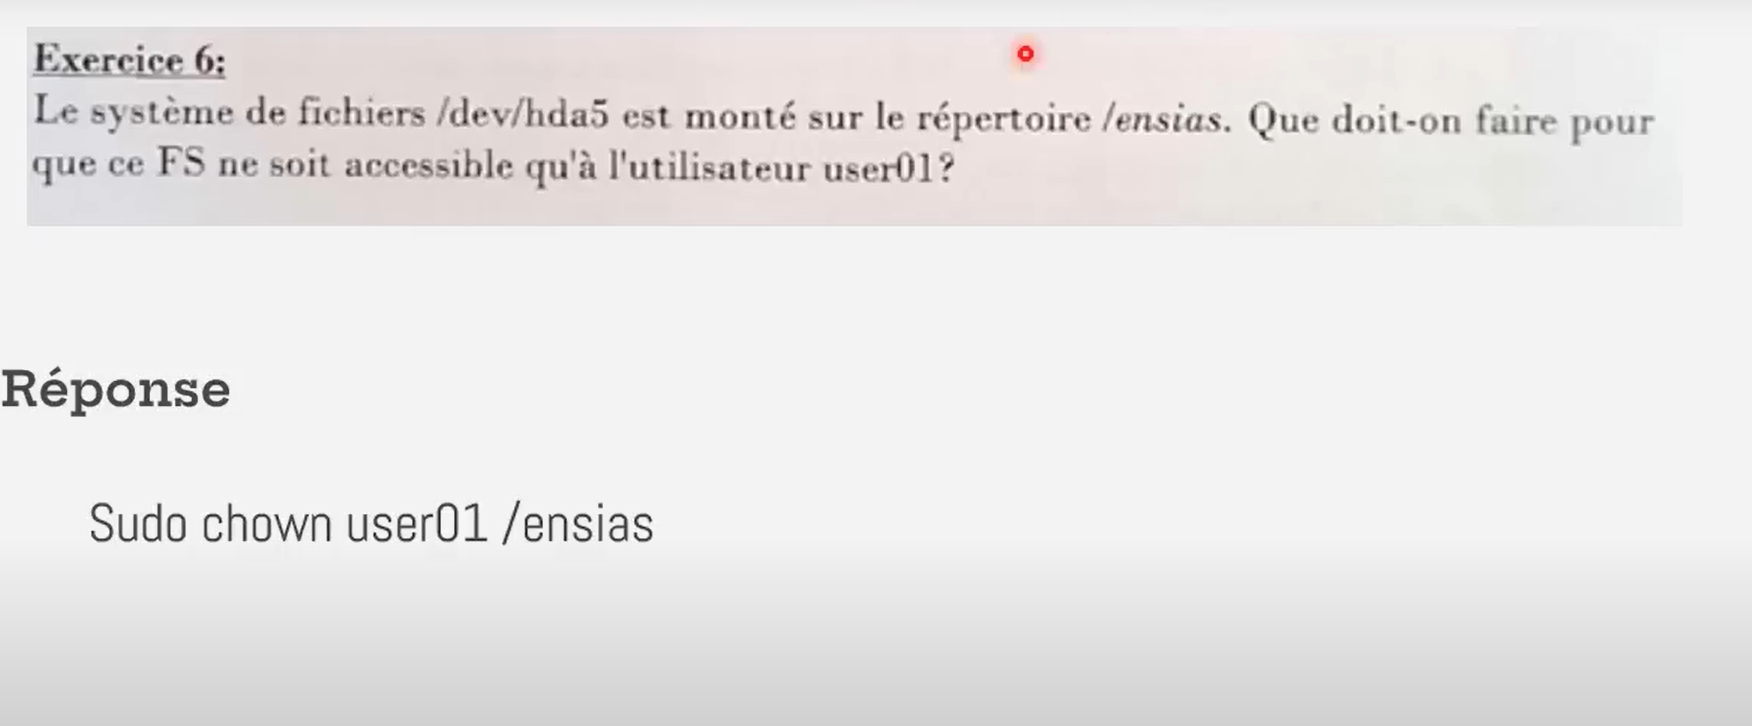 Exercice 6:
Le système de fichiers /dev/hda5 est monté sur le répertoire /ensias. Que doit-on faire pour
que ce FS ne soit accessible qu'à l'utilisateur user01?
Réponse
Sudo chown user01 /ensias